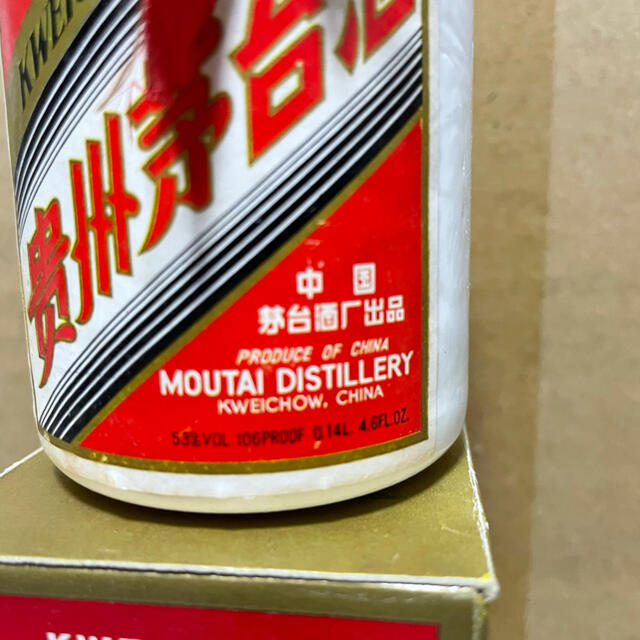 KWEIC
贵州茅台酒
中国
茅台酒厂出品
PRODUCE OF CHINA
MOUTAI DISTILLERY
KWEICHOW, CHINA
53%VOL. 106PROOF 0.14L. 4.6FL.OZ.